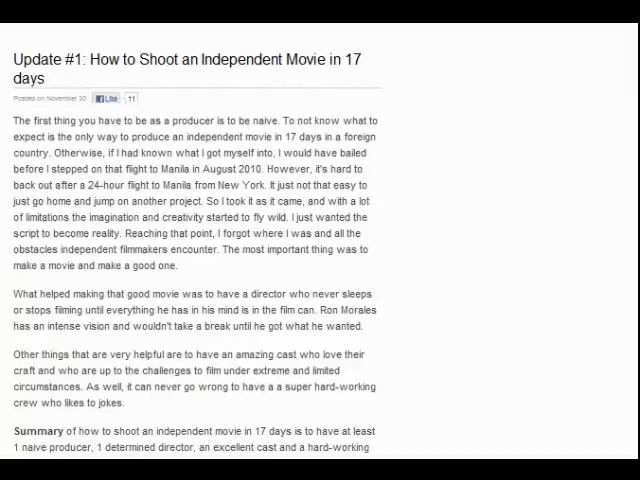 Update #1: How to Shoot an Independent Movie in 17
days
Posted on November 30 Like 11
The first thing you have to be as a producer is to be naive. To not know what to
expect is the only way to produce an independent movie in 17 days in a foreign
country. Otherwise, if I had known what I got myself into, I would have bailed
before I stepped on that flight to Manila in August 2010. However, it's hard to
back out after a 24-hour flight to Manila from New York. It just not that easy to
just go home and jump on another project. So I took it as it came, and with a lot
of limitations the imagination and creativity started to fly wild. I just wanted the
script to become reality. Reaching that point, I forgot where I was and all the
obstacles independent filmmakers encounter. The most important thing was to
make a movie and make a good one.
What helped making that good movie was to have a director who never sleeps
or stops filming until everything he has in his mind is in the film can. Ron Morales
has an intense vision and wouldn't take a break until he got what he wanted.
Other things that are very helpful are to have an amazing cast who love their
craft and who are up to the challenges to film under extreme and limited
circumstances. As well, it can never go wrong to have a a super hard-working
crew who likes to jokes.
Summary of how to shoot an independent movie in 17 days is to have at least
1 naive producer, 1 determined director, an excellent cast and a hard-working